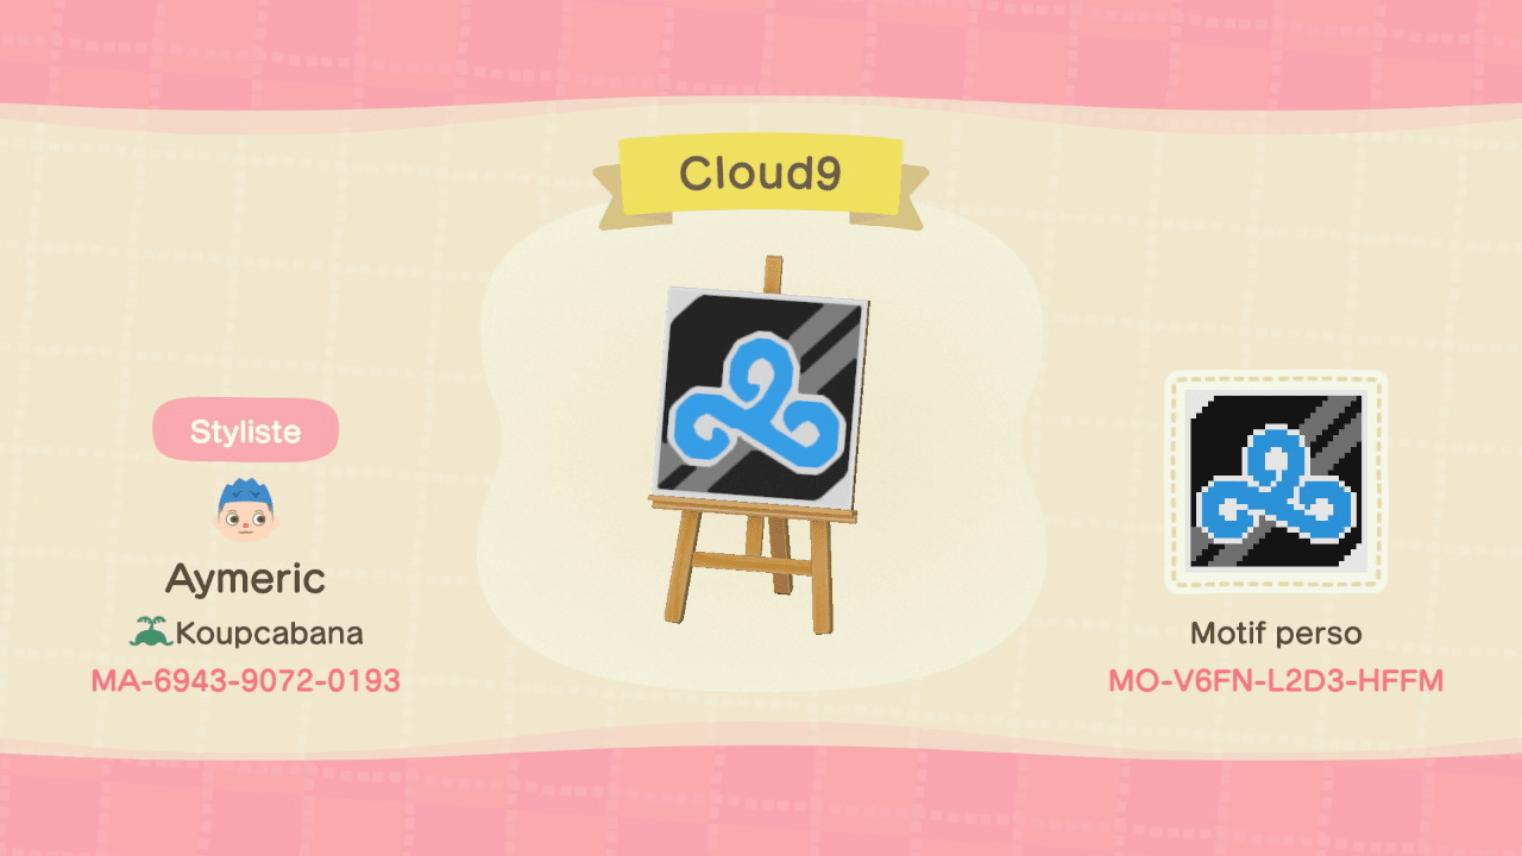 Cloud9
Styliste
Aymeric
Koupcabana
MA-6943-9072-0193
Motif perso
MO-V6FN-L2D3-HFFM